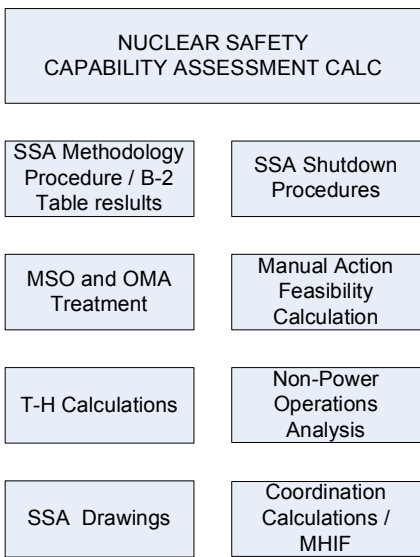 NUCLEAR SAFETY
CAPABILITY ASSESSMENT CALC
SSA Methodology
Procedure / B-2
Table reslults
SSA Shutdown
Procedures
MSO and OMA
Treatment
Manual Action
Feasibility
Calculation
T-H Calculations
Non-Power
Operations
Analysis
SSA Drawings
Coordination
Calculations /
MHIF